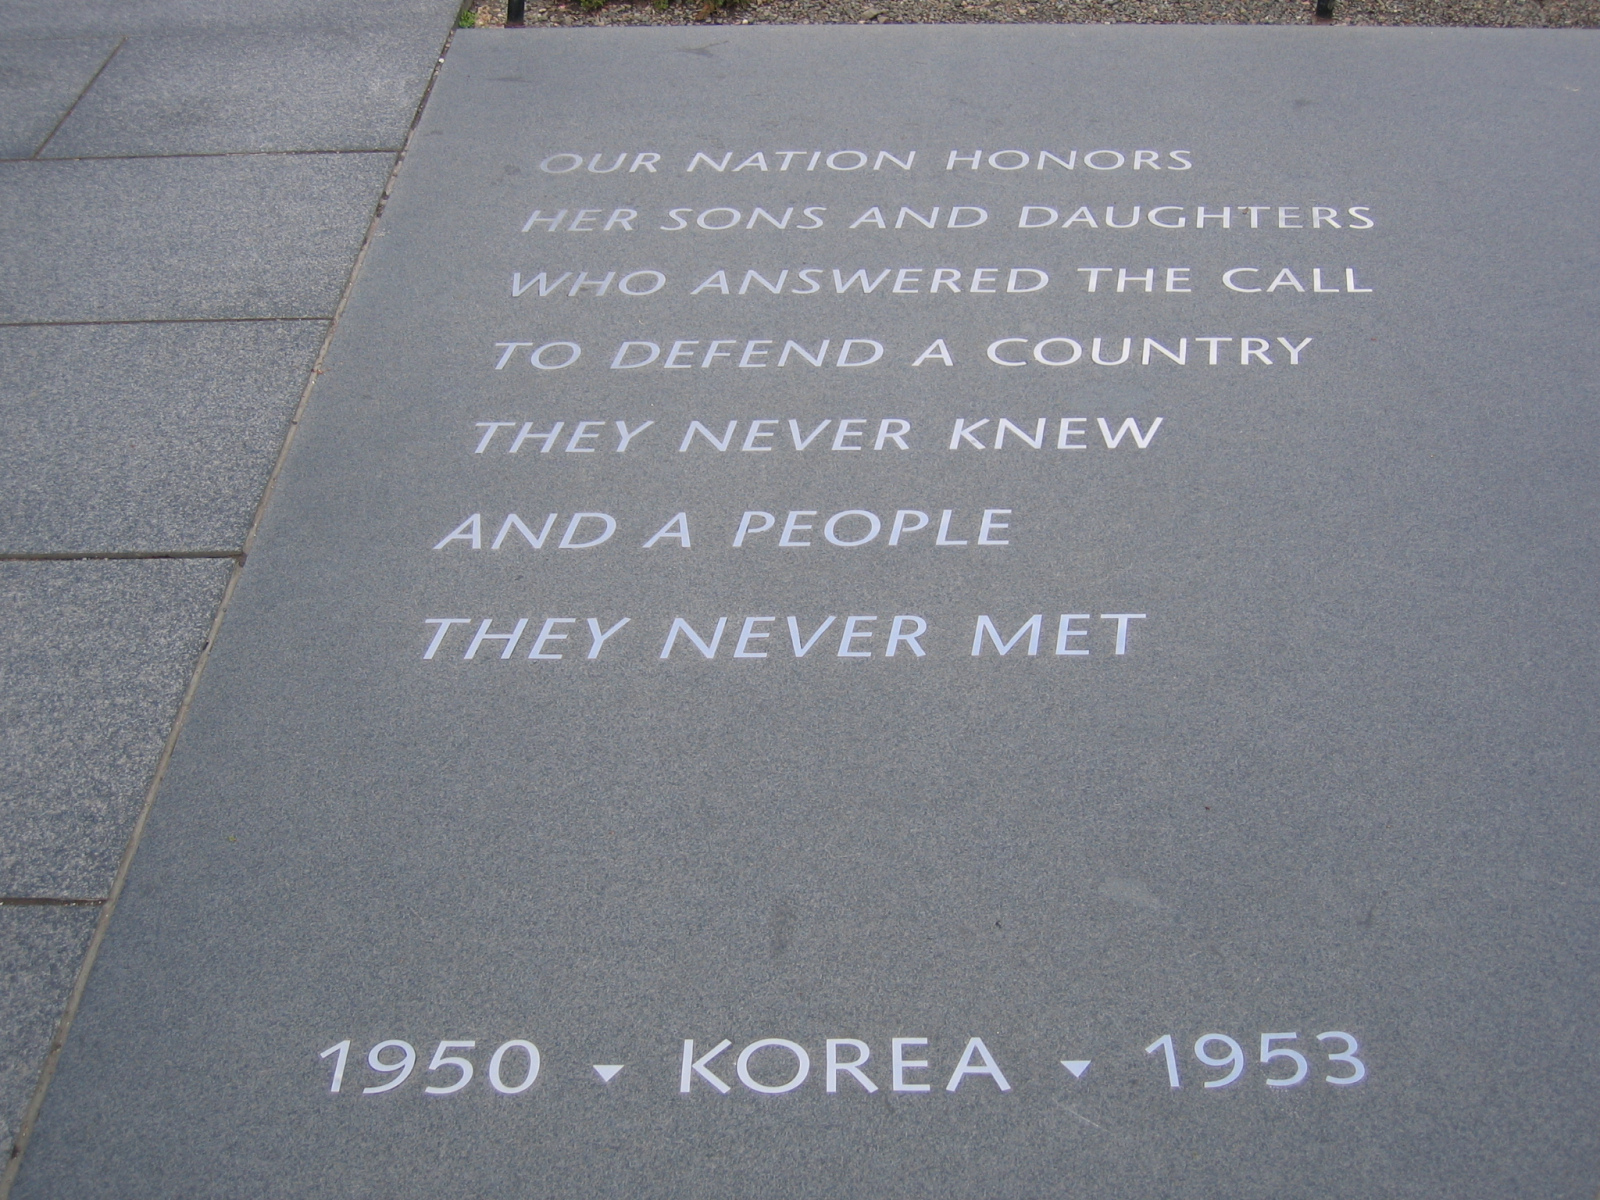 OUR NATION HONORS
HER SONS AND DAUGHTERS
WHO ANSWERED THE CALL
TO DEFEND A COUNTRY
THEY NEVER KNEW
AND A PEOPLE
THEY NEVER MET
1950 ▼ KOREA ▼ 1953